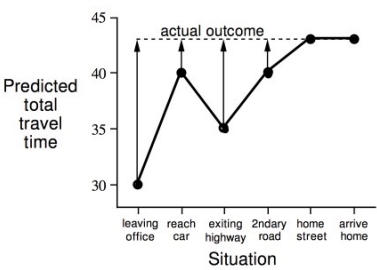 45
actual outcome
40
Predicted
total
travel
time
35
30
leaving office
reach car
exiting highway
2ndary road
home street
arrive home
Situation